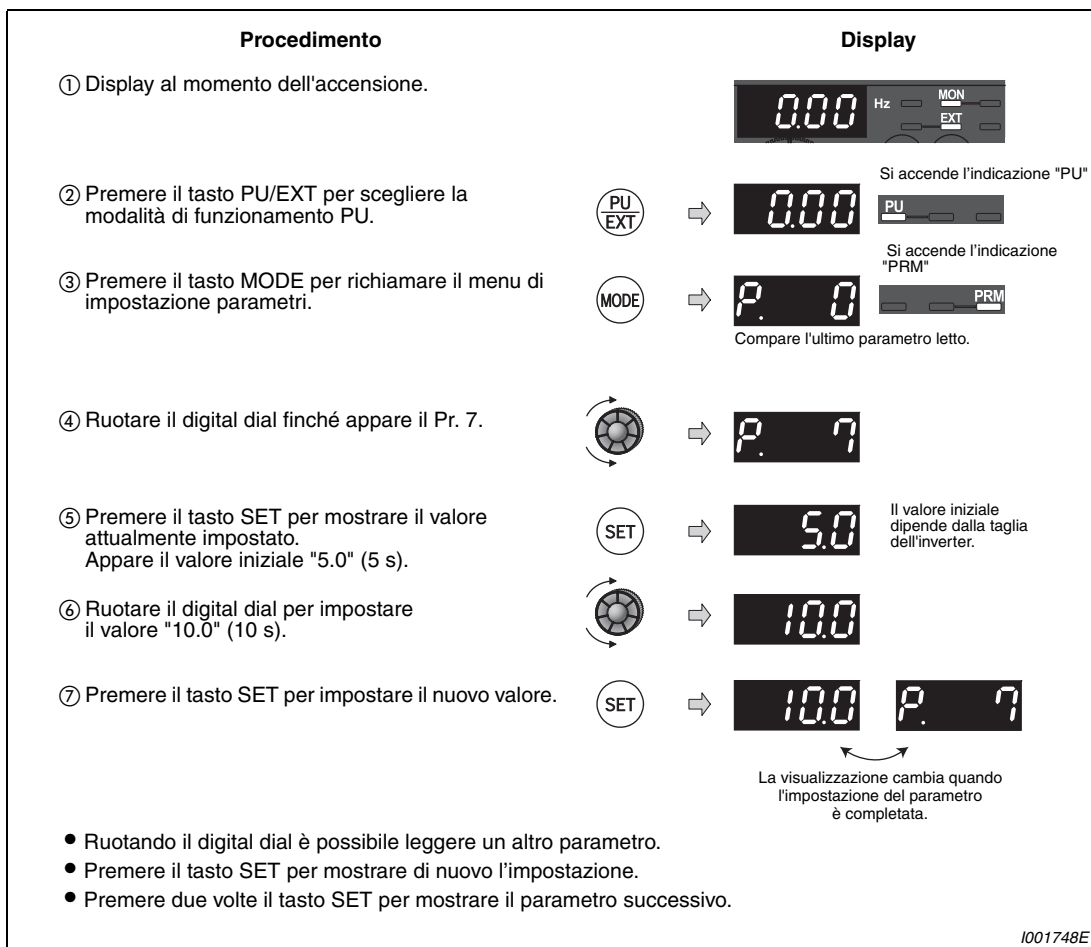 Procedimento Display
① Display al momento dell'accensione.
0.00 Hz MON
EXT
Si accende l'indicazione "PU"
② Premere il tasto PU/EXT per scegliere la
modalità di funzionamento PU.
PU
EXT
0.00
PU
Si accende l'indicazione
"PRM"
③ Premere il tasto MODE per richiamare il menu di
impostazione parametri.
MODE
P. 0
PRM
Compare l'ultimo parametro letto.
④ Ruotare il digital dial finché appare il Pr. 7.
P. 7
⑤ Premere il tasto SET per mostrare il valore
attualmente impostato.
Appare il valore iniziale "5.0" (5 s).
SET
5.0
Il valore iniziale
dipende dalla taglia
dell'inverter.
⑥ Ruotare il digital dial per impostare
il valore "10.0" (10 s).
10.0
⑦ Premere il tasto SET per impostare il nuovo valore.
SET
10.0 P. 7
La visualizzazione cambia quando
l'impostazione del parametro
è completata.
● Ruotando il digital dial è possibile leggere un altro parametro.
● Premere il tasto SET per mostrare di nuovo l'impostazione.
● Premere due volte il tasto SET per mostrare il parametro successivo.
I001748E